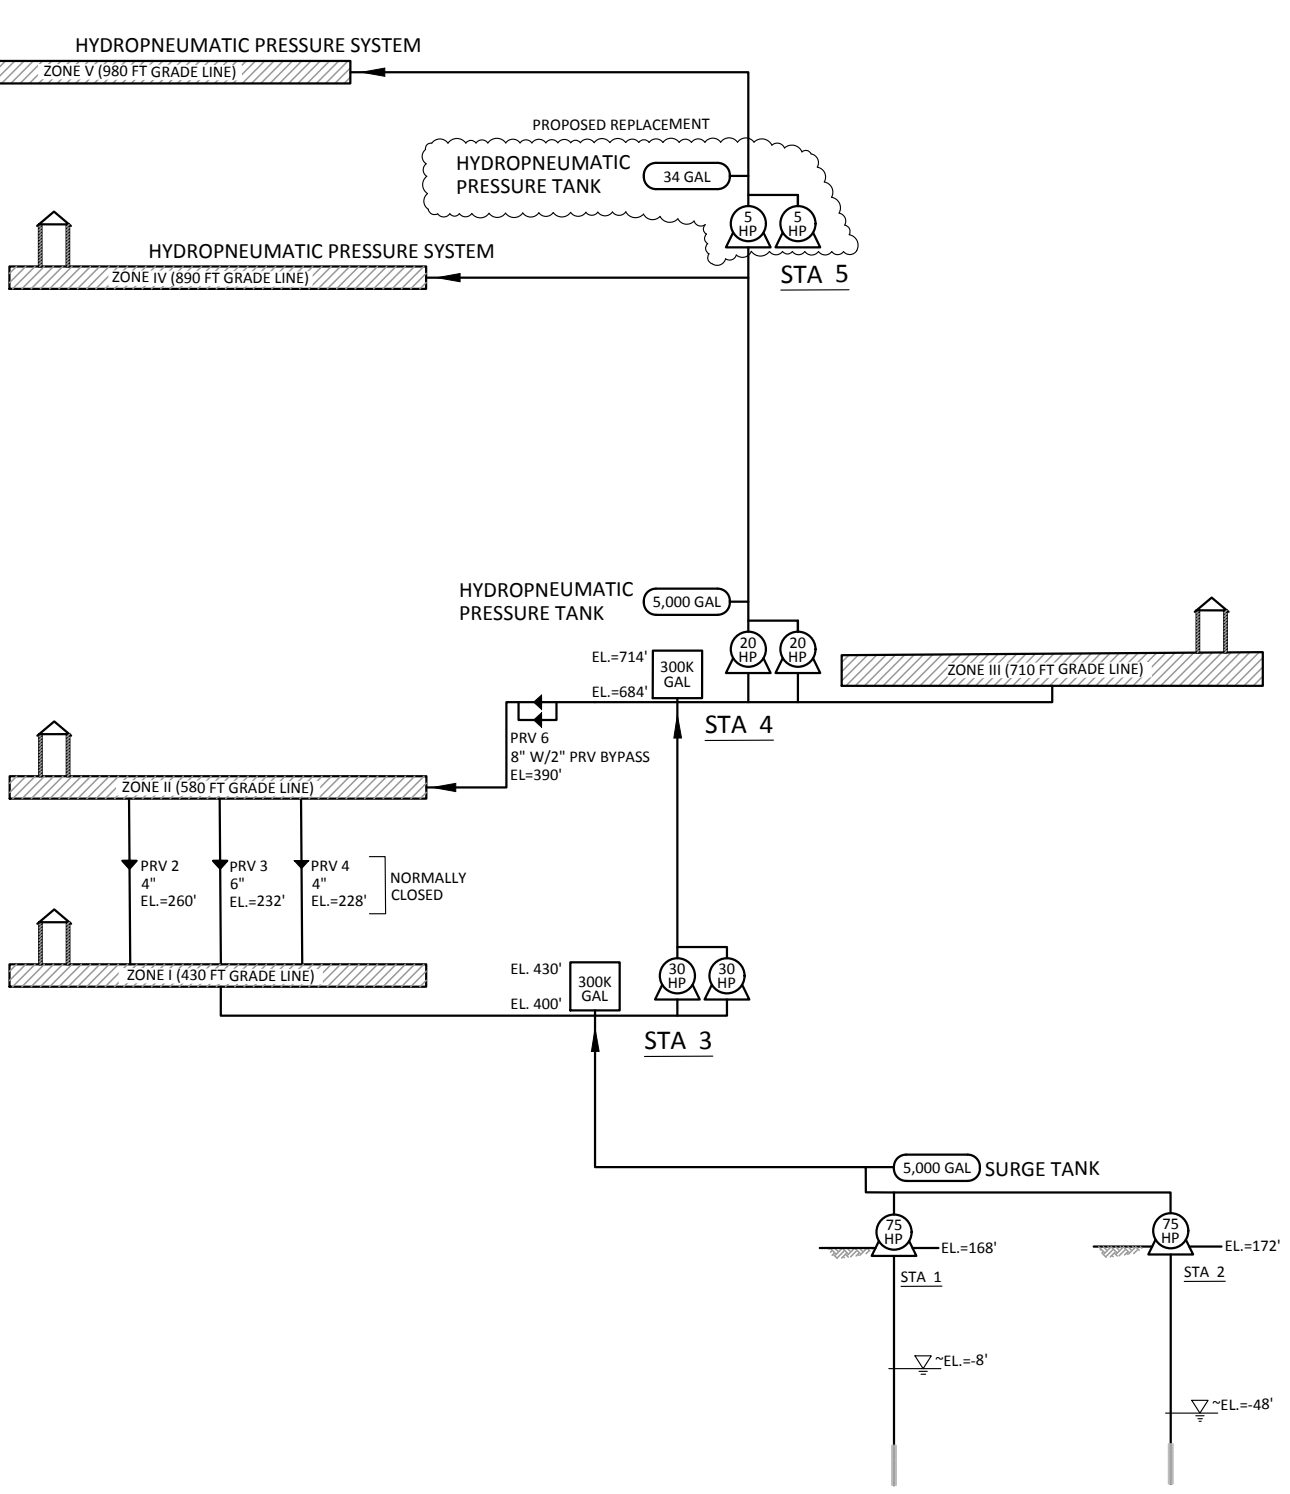 HYDROPNEUMATIC PRESSURE SYSTEM
ZONE V (980 FT GRADE LINE)
PROPOSED REPLACEMENT
HYDROPNEUMATIC
PRESSURE TANK
34 GAL
5
HP
5
HP
STA 5
HYDROPNEUMATIC PRESSURE SYSTEM
ZONE IV (890 FT GRADE LINE)
HYDROPNEUMATIC
PRESSURE TANK
5,000 GAL
20
HP
20
HP
EL.=714'
300K
GAL
EL.=684'
STA 4
ZONE III (710 FT GRADE LINE)
PRV 6
8" W/2" PRV BYPASS
EL=390'
ZONE II (580 FT GRADE LINE)
PRV 2
4"
EL.=260'
PRV 3
6"
EL.=232'
PRV 4
4"
EL.=228'
NORMALLY
CLOSED
ZONE I (430 FT GRADE LINE)
EL. 430'
300K
GAL
EL. 400'
30
HP
30
HP
STA 3
5,000 GAL
SURGE TANK
75
HP
EL.=168'
STA 1
75
HP
EL.=172'
STA 2
~EL.=-8'
~EL.=-48'